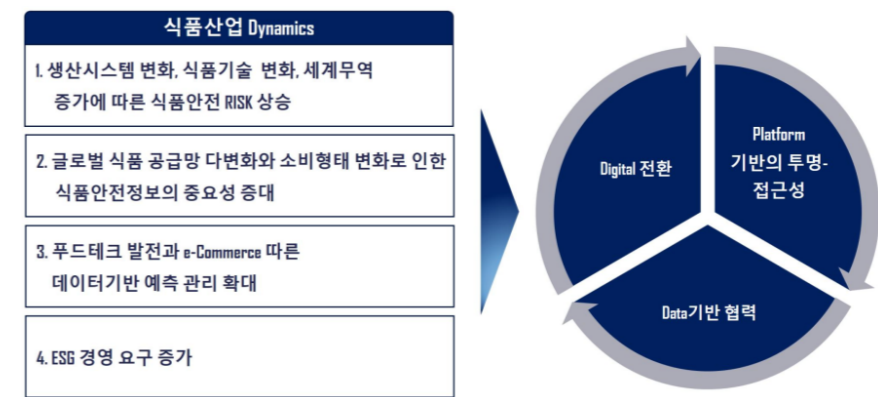 식품산업 Dynamics
1. 생산시스템 변화, 식품기술 변화, 세계무역
증가에 따른 식품안전 RISK 상승
2. 글로벌 식품 공급망 다변화와 소비형태 변화로 인한
식품안전정보의 중요성 증대
3. 푸드테크 발전과 e-Commerce 따른
데이터기반 예측 관리 확대
4. ESG 경영 요구 증가
Digital 전환
Platform
기반의 투명-
접근성
Data기반 협력